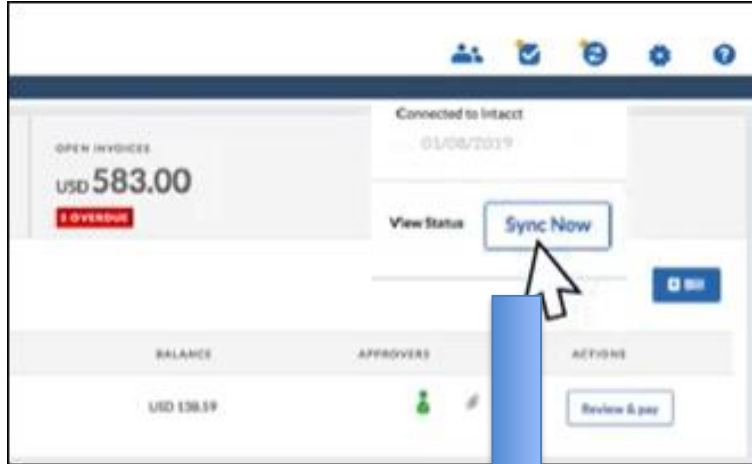 Connected to Intacct
01/08/2019
OPEN INVOICES
USD 583.00
OVERDUE
View Status
Sync Now
Bill
BALANCE
APPROVERS
ACTIONS
USD 138.59
Review & pay